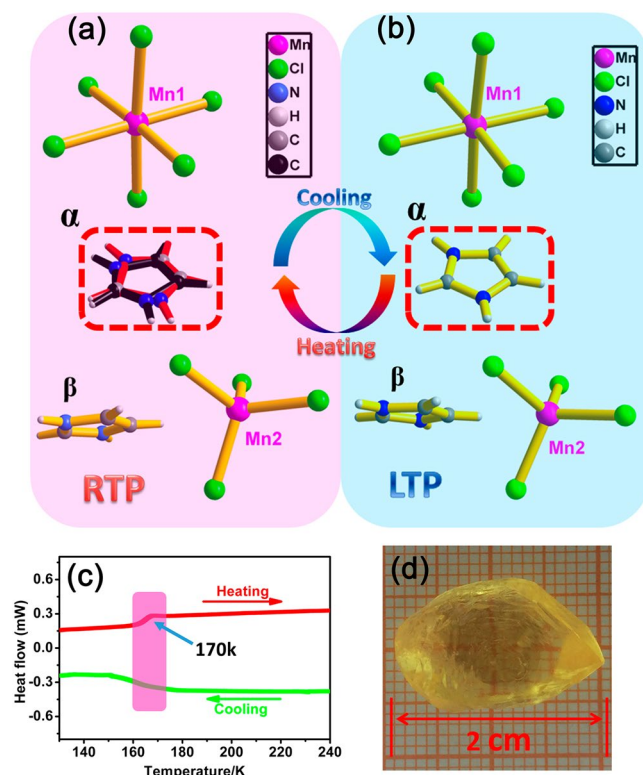 (a)
Mn
Cl
N
H
C
C
Mn1
α
β
Mn2
RTP
(b)
Mn
Cl
N
H
C
Mn1
α
β
Mn2
LTP
Cooling
Heating
(c)
Heat flow (mW)
0.6
0.3
0.0
-0.3
-0.6
Heating
170k
Cooling
140 160 180 200 220 240
Temperature/K
(d)
2 cm